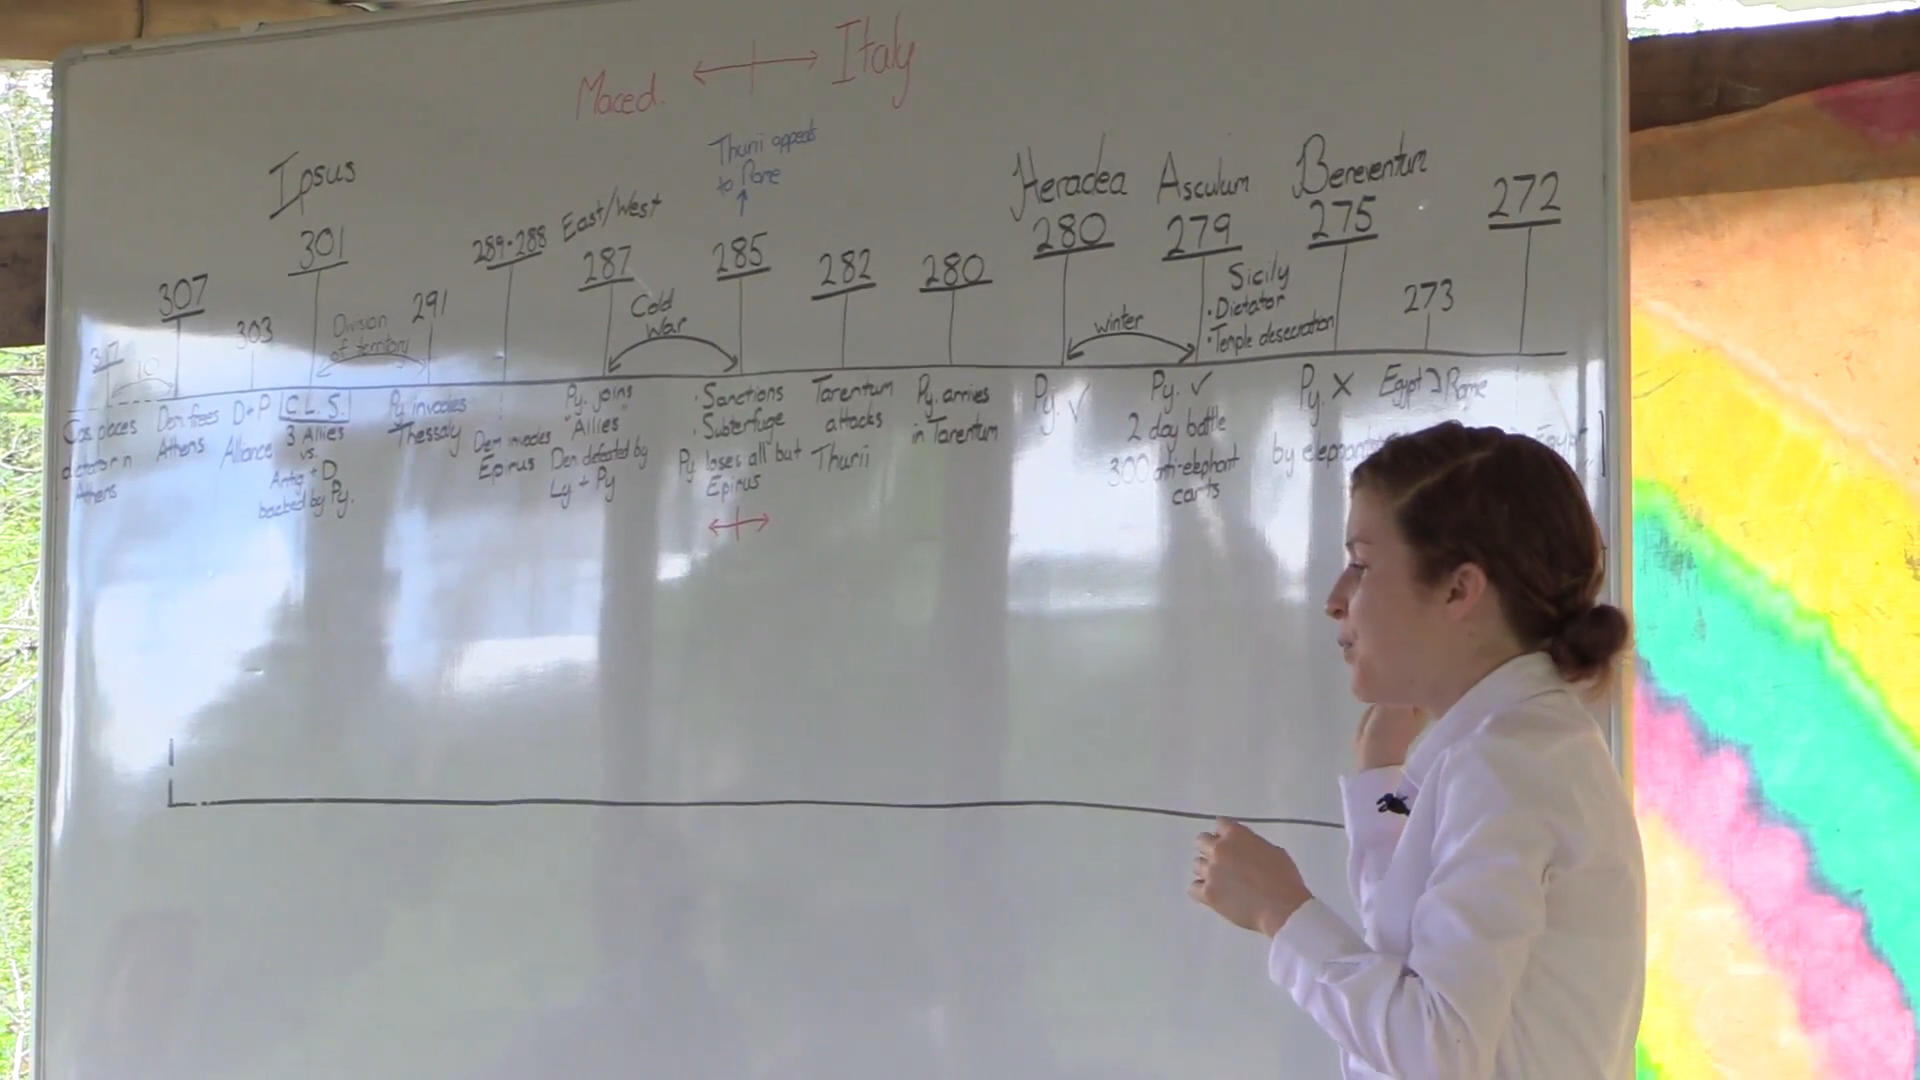 Maced. Italy
Thurii appeals
to Rome
Ipsus
Heraclea
Asculum
Beneventum
East/West
307
301
289-288
287
285
282
280
280
279
275
272
317
10
303
Division
of territory
291
Cold
War
winter
Sicily
• Dictator
• Temple desecration
273
Cas. places
dictator in
Athens
Dem frees
Athens
D+P
Alliance
C.L.S.
3 Allies
vs.
Antig + D
backed by Py.
Py invades
Thessaly
Dem invades
Epirus
Py. joins
"Allies"
Dem defeated by
Ly + Py
• Sanctions
• Subterfuge
Py loses all but
Epirus
Tarentum
attacks
Thurii
Py. arrives
in Tarentum
Py. ✓
Py. ✓
2 day battle
300 anti-elephant
carts
Py. X
by elephants
Egypt Rome
Egypt